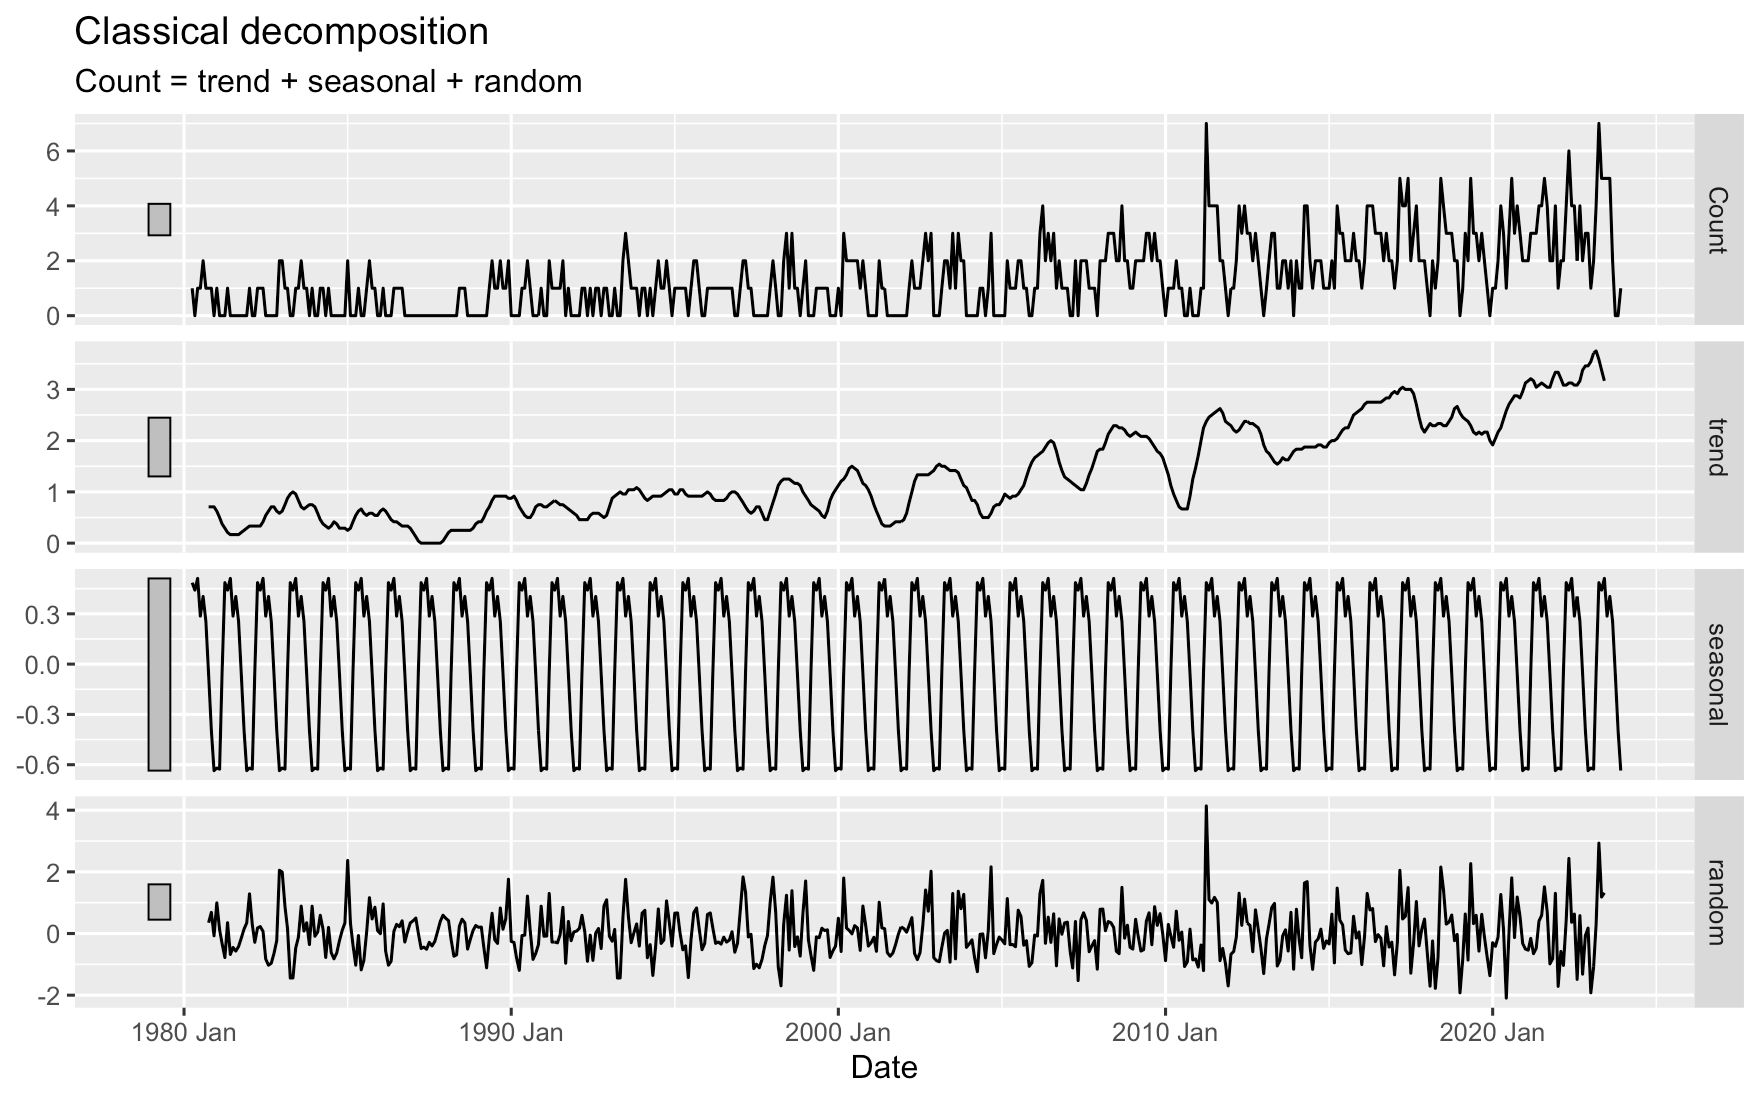 Classical decomposition
Count = trend + seasonal + random
6
4
2
0
Count
3
2
1
0
trend
0.3
0.0
-0.3
-0.6
seasonal
4
2
0
-2
random
1980 Jan 1990 Jan 2000 Jan 2010 Jan 2020 Jan
Date